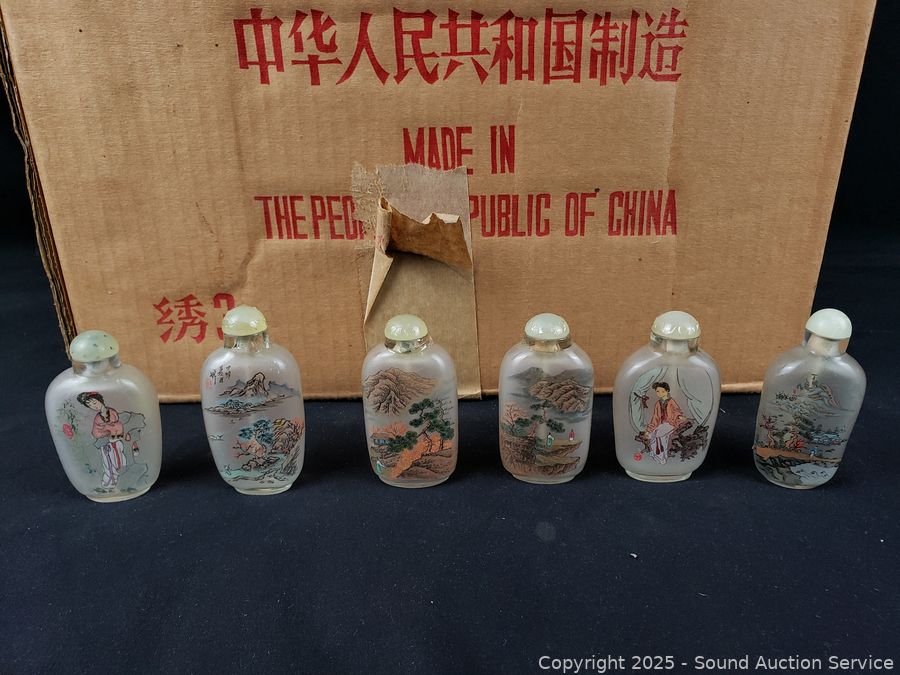 中华人民共和国制造
MADE IN
THE PEO PUBLIC OF CHINA
绣
Copyright 2025 - Sound Auction Service